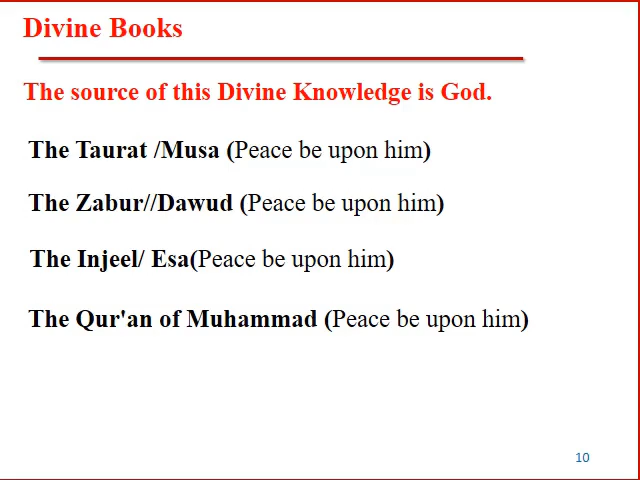 Divine Books
The source of this Divine Knowledge is God.
The Taurat /Musa (Peace be upon him)
The Zabur//Dawud (Peace be upon him)
The Injeel/ Esa(Peace be upon him)
The Qur'an of Muhammad (Peace be upon him)
10